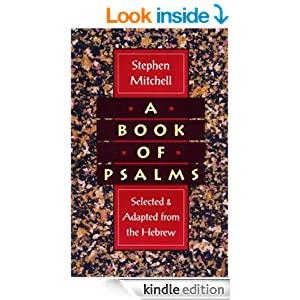 Look inside
Stephen
Mitchell
A
BOOK
OF
PSALMS
Selected &
Adapted from
the Hebrew
kindle edition